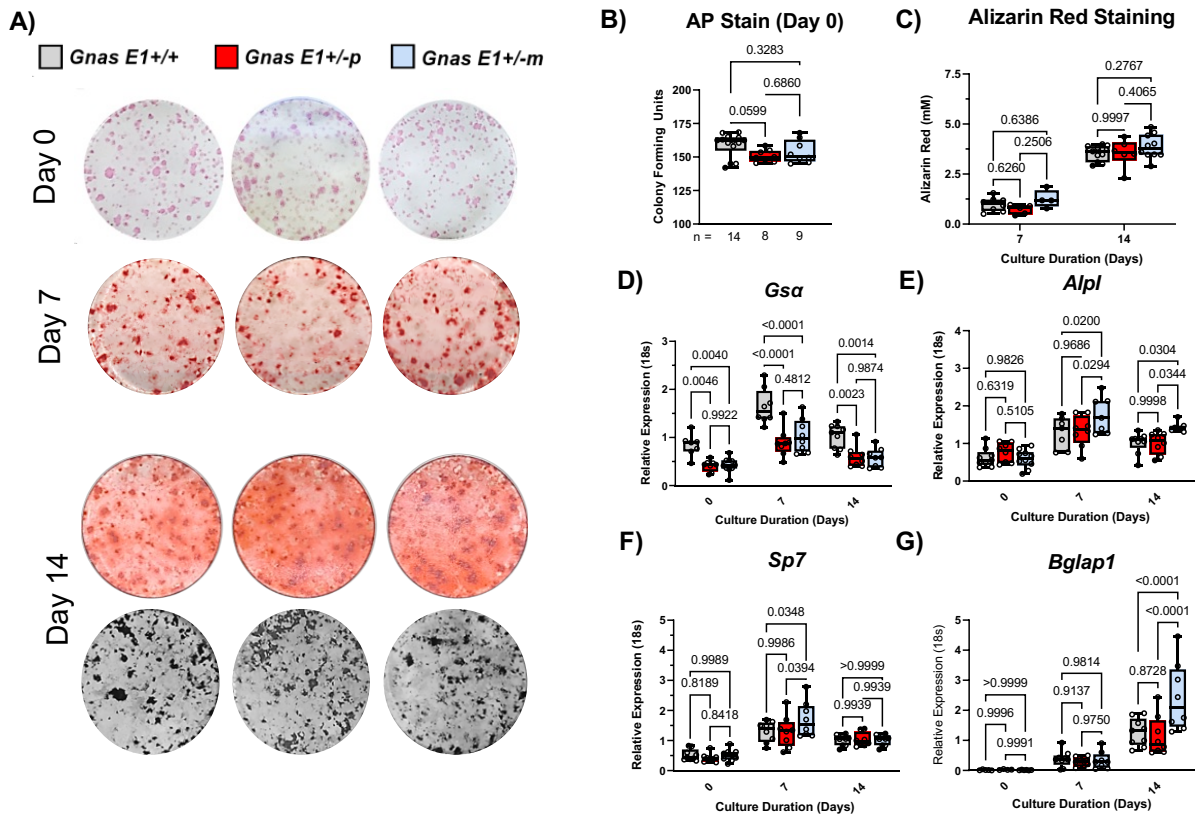 A)
Gnas E1+/+ Gnas E1+/-p Gnas E1+/-m
Day 0
Day 7
Day 14
B)
AP Stain (Day 0)
Colony Forming Units
200
175
150
125
100
0.3283
0.6860
0.0599
n = 14 8 9
C)
Alizarin Red Staining
Alizarin Red (mM)
7.5
5.0
2.5
0
0.2767
0.4065
0.9997
0.6386
0.2506
0.6260
7 14
Culture Duration (Days)
D)
Gsα
Relative Expression (18s)
3
2
1
0
<0.0001
0.0040
<0.0001
0.0014
0.0046
0.4812
0.9874
0.9922
0.0023
0 7 14
Culture Duration (Days)
E)
Alpl
Relative Expression (18s)
4
3
2
1
0
0.0200
0.9826
0.9686
0.0304
0.6319
0.0294
0.0344
0.5105
0.9998
0 7 14
Culture Duration (Days)
F)
Sp7
Relative Expression (18s)
5
4
3
2
1
0
0.0348
0.9989
0.9986
>0.9999
0.8189
0.0394
0.9939
0.8418
0.9939
0 7 14
Culture Duration (Days)
G)
Bglap1
Relative Expression (18s)
5
4
3
2
1
0
<0.0001
<0.0001
>0.9999
0.9814
0.8728
0.9996
0.9137
0.9991
0.9750
0 7 14
Culture Duration (Days)